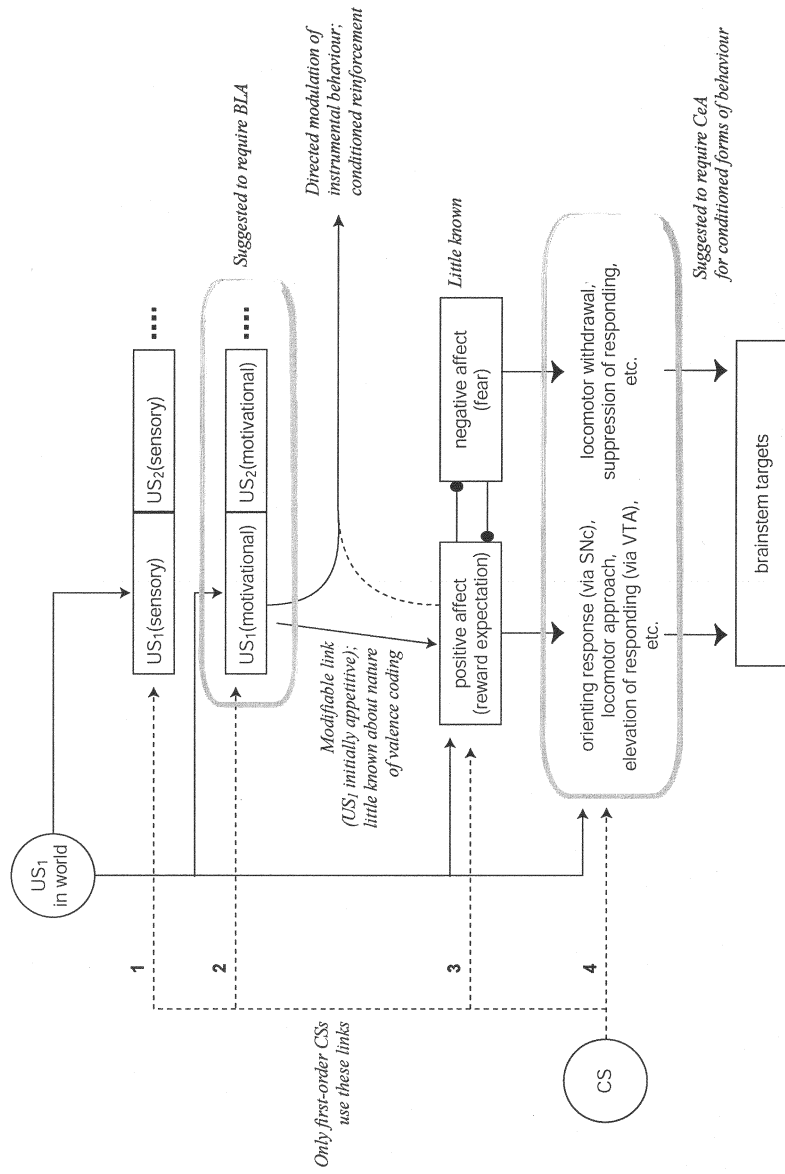 US1
in world
US1(sensory)
US2(sensory)
US1(motivational)
US2(motivational)
Suggested to require BLA
Directed modulation of
instrumental behaviour;
conditioned reinforcement
Modifiable link
(US1 initially appetitive);
little known about nature
of valence coding
1
2
3
4
Only first-order CSs
use these links
CS
positive affect
(reward expectation)
negative affect
(fear)
Little known
orienting response (via SNc),
locomotor approach,
elevation of responding (via VTA),
etc.
locomotor withdrawal,
suppression of responding,
etc.
Suggested to require CeA
for conditioned forms of behaviour
brainstem targets